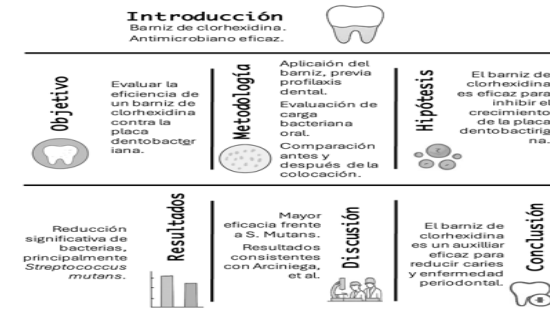 Introducción
Barniz de clorhexidina.
Antimicrobiano eficaz.
Objetivo
Evaluar la
eficiencia de
un barniz de
clorhexidina
contra la
placa
dentobacter
iana.
Metodología
Aplicaión del
barniz, previa
profilaxis
dental.
Evaluación de
carga
bacteriana
oral.
Comparación
antes y
después de la
colocación.
Hipótesis
El barniz de
clorhexidina
es eficaz para
inhibir el
crecimiento
de la placa
dentobactiria
na.
Reducción
significativa de
bacterias,
principalmente
Streptococcus
mutans.
Resultados
Mayor
eficacia frente
a S. Mutans.
Resultados
consistentes
con Arciniega,
et al.
Discusión
El barniz de
clorhexidina
es un auxilliar
eficaz para
reducir caries
y enfermedad
periodontal.
Conclusión